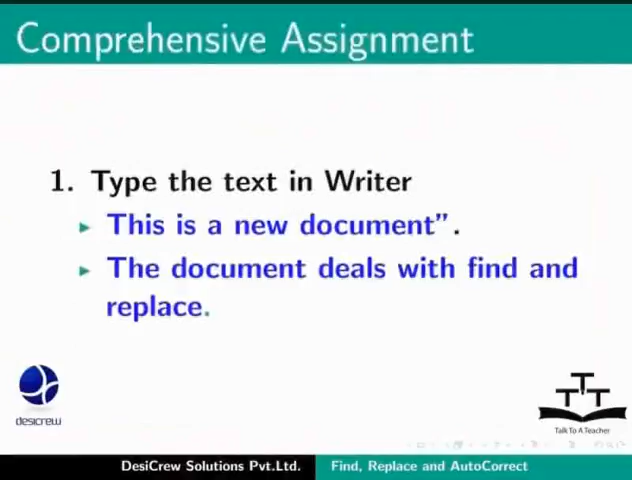 Comprehensive Assignment
1. Type the text in Writer
▸ This is a new document”.
▸ The document deals with find and
replace.
desicrew
TTT
Talk To A Teacher
DesiCrew Solutions Pvt.Ltd. Find, Replace and AutoCorrect